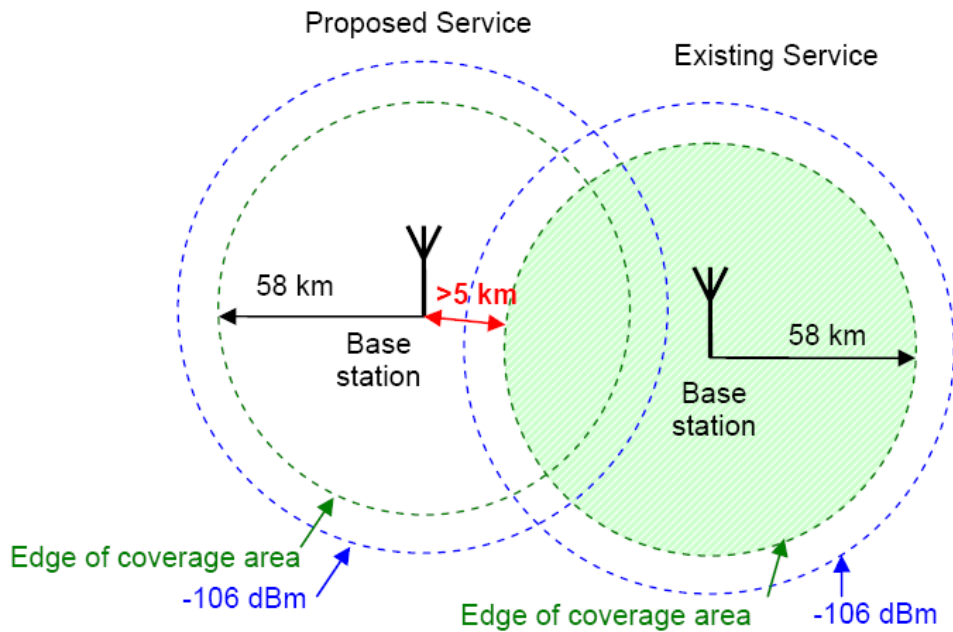 Proposed Service
Existing Service
58 km
>5 km
Base
station
58 km
Base
station
Edge of coverage area
-106 dBm
Edge of coverage area
-106 dBm